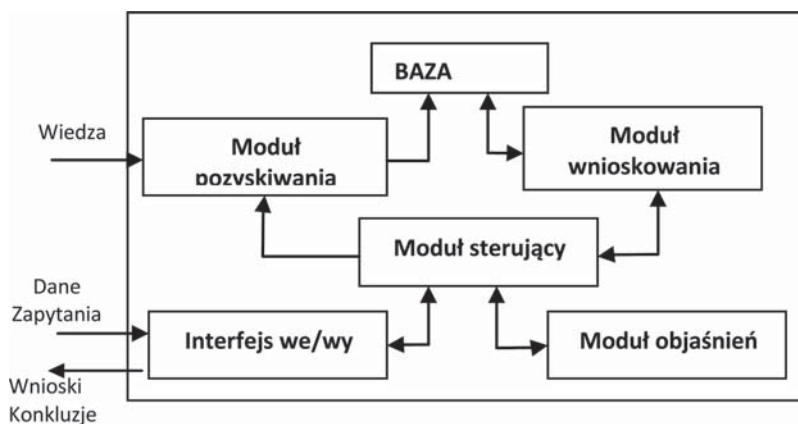 BAZA
Wiedza
Moduł
pozyskiwania
Moduł
wnioskowania
Moduł sterujący
Dane
Zapytania
Interfejs we/wy
Moduł objaśnień
Wnioski
Konkluzje